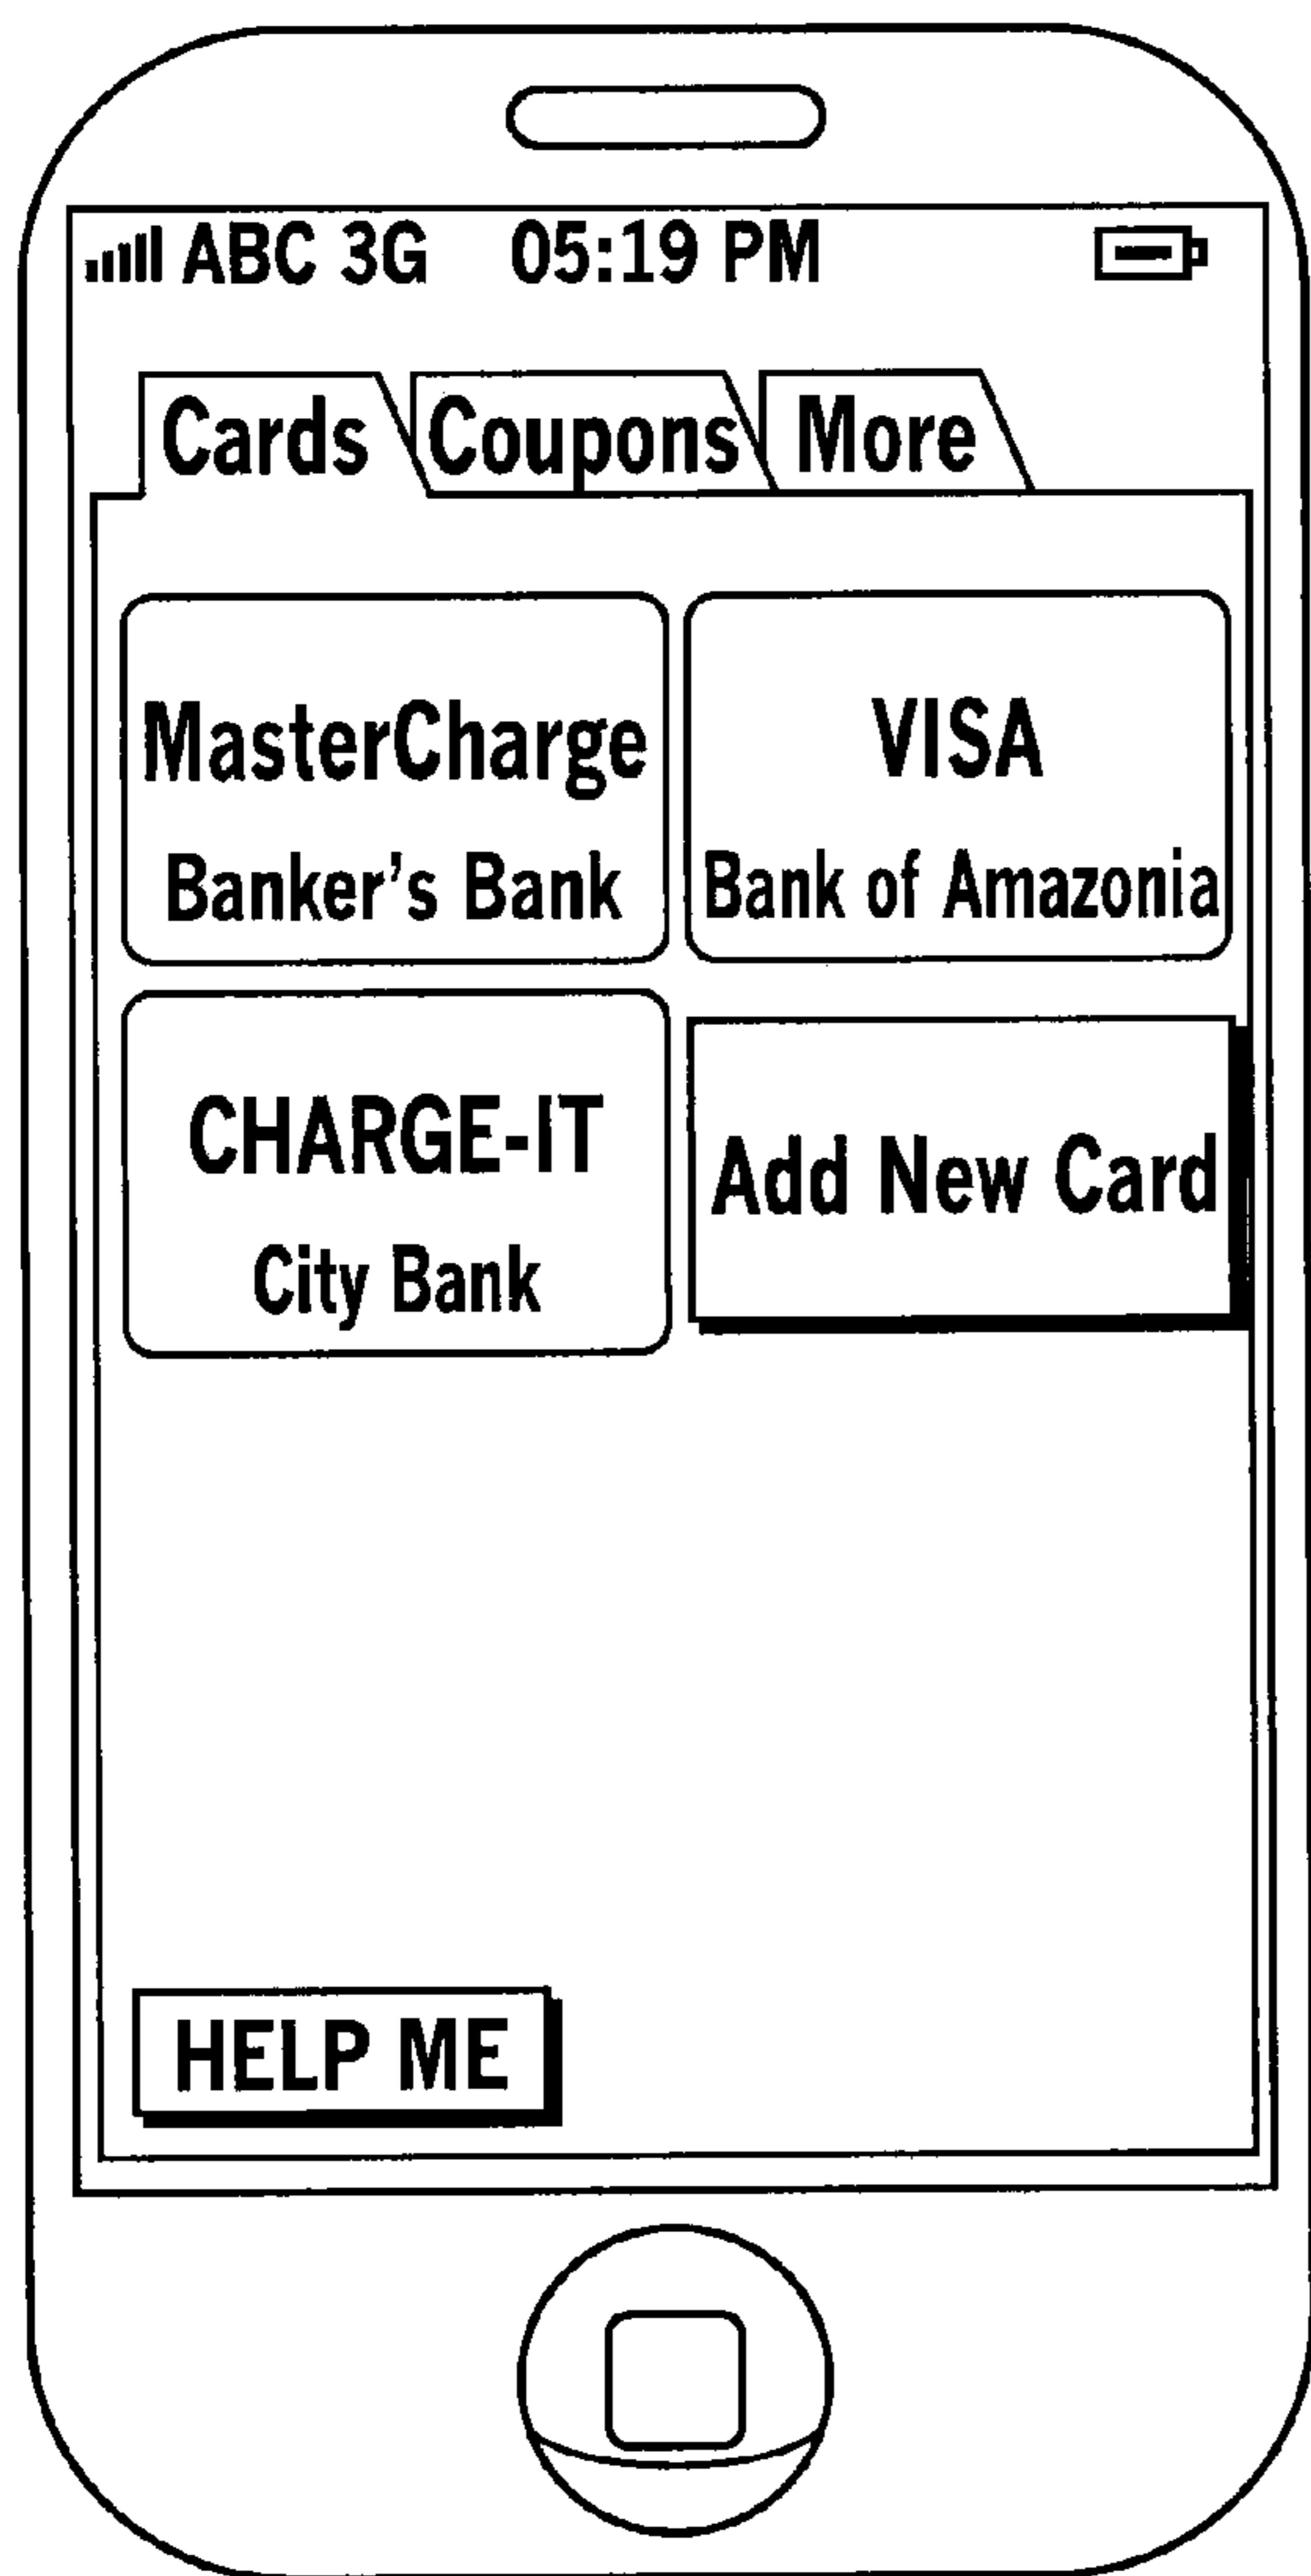 ABC 3G 05:19 PM
Cards Coupons More
MasterCharge
Banker's Bank
VISA
Bank of Amazonia
CHARGE-IT
City Bank
Add New Card
HELP ME